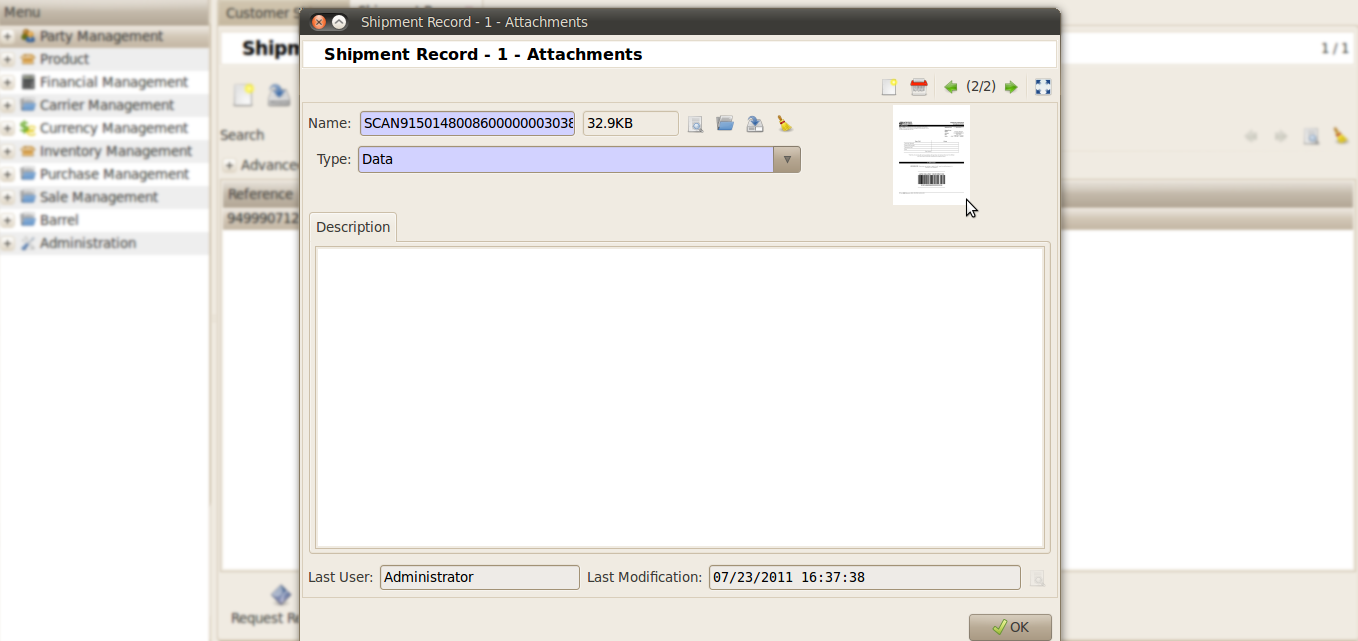 Menu
Party Management
Product
Financial Management
Carrier Management
Currency Management
Inventory Management
Purchase Management
Sale Management
Barrel
Administration
Customer
Shipm
1 / 1
Search
Advance
Reference
949990712
Request Re
Shipment Record - 1 - Attachments
Shipment Record - 1 - Attachments
(2/2)
Name: SCAN9150148008600000003038 32.9KB
Type: Data
Description
Last User: Administrator Last Modification: 07/23/2011 16:37:38
OK